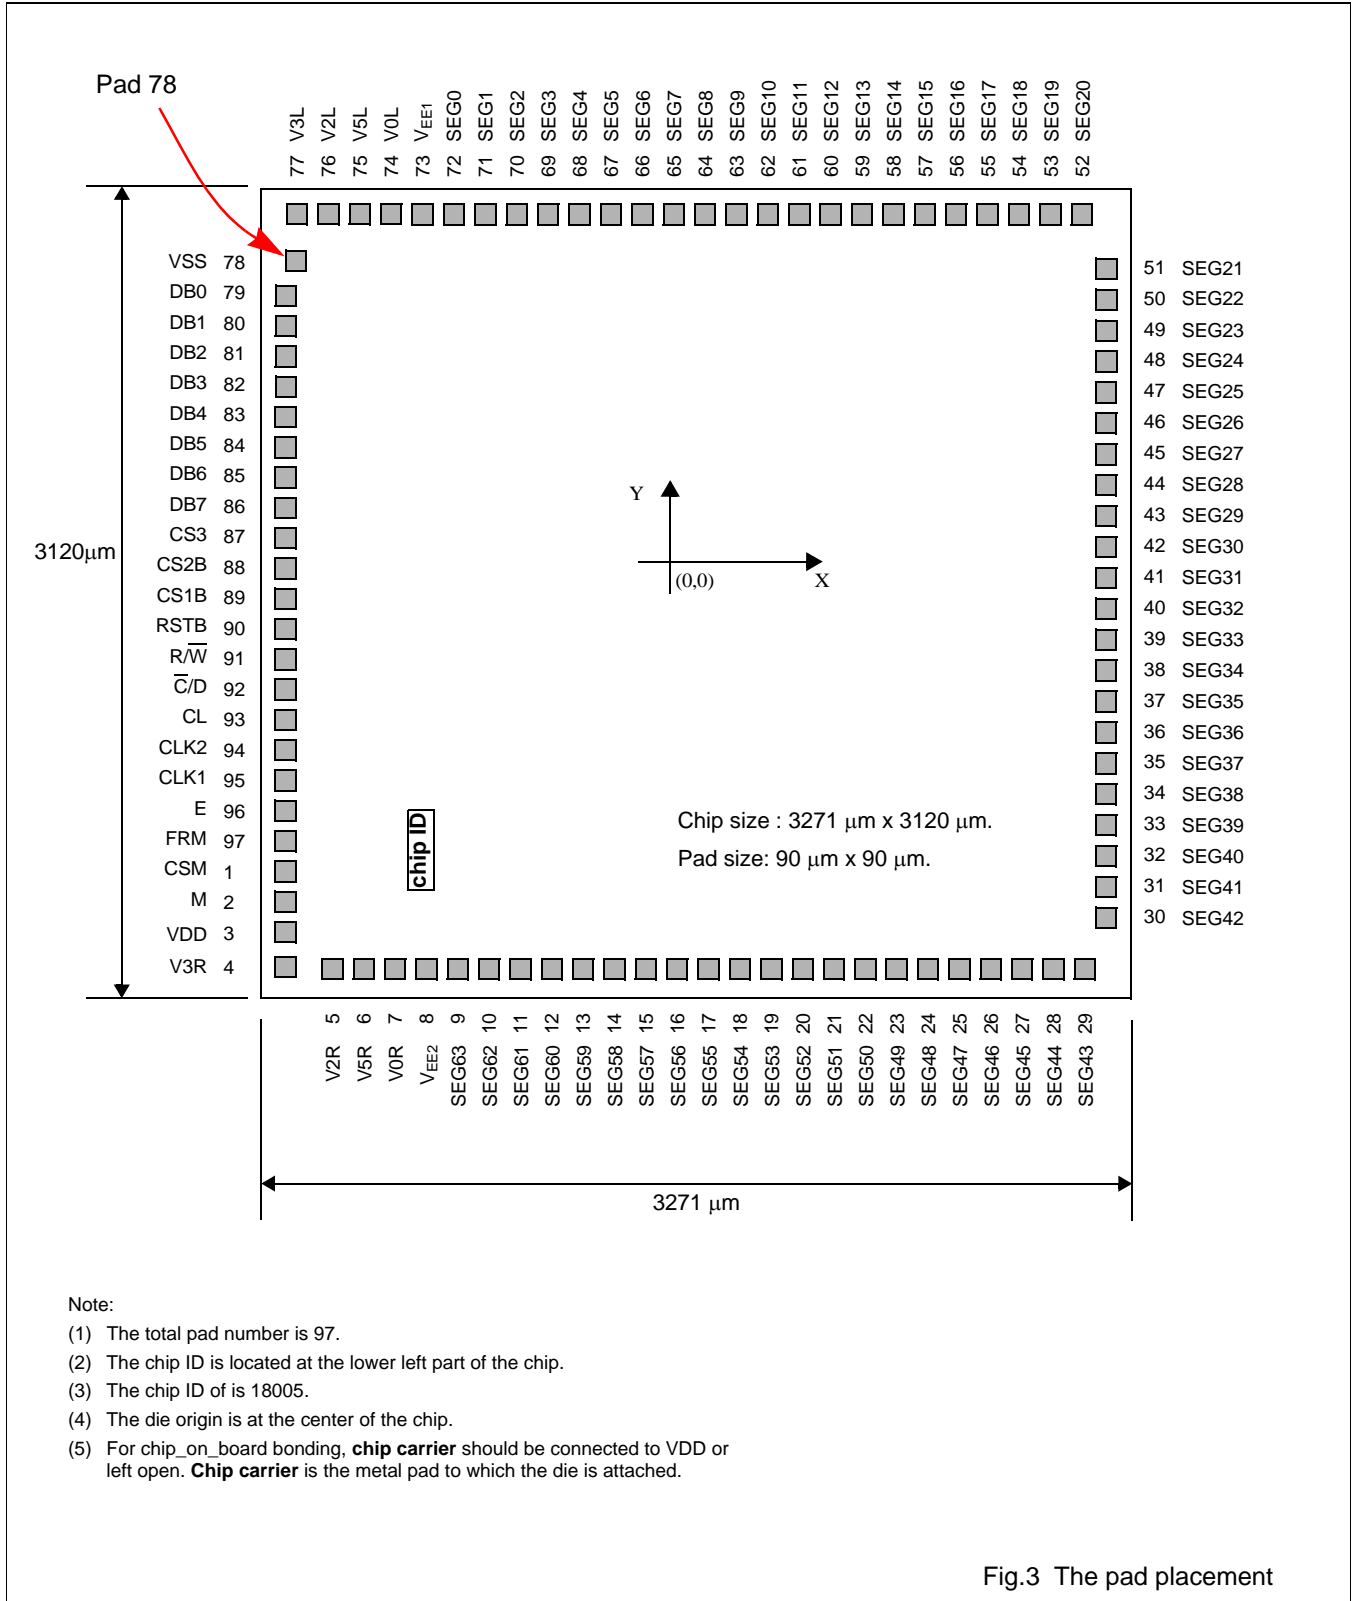 Pad 78
77 V3L
76 V2L
75 V5L
74 V0L
73 VEE1
72 SEG0
71 SEG1
70 SEG2
69 SEG3
68 SEG4
67 SEG5
66 SEG6
65 SEG7
64 SEG8
63 SEG9
62 SEG10
61 SEG11
60 SEG12
59 SEG13
58 SEG14
57 SEG15
56 SEG16
55 SEG17
54 SEG18
53 SEG19
52 SEG20
VSS 78
DB0 79
DB1 80
DB2 81
DB3 82
DB4 83
DB5 84
DB6 85
DB7 86
CS3 87
CS2B 88
CS1B 89
RSTB 90
R/W̅ 91
C̅/D 92
CL 93
CLK2 94
CLK1 95
E 96
FRM 97
CSM 1
M 2
VDD 3
V3R 4
3120μm
Y
(0,0)
X
chip ID
Chip size : 3271 μm x 3120 μm.
Pad size: 90 μm x 90 μm.
51 SEG21
50 SEG22
49 SEG23
48 SEG24
47 SEG25
46 SEG26
45 SEG27
44 SEG28
43 SEG29
42 SEG30
41 SEG31
40 SEG32
39 SEG33
38 SEG34
37 SEG35
36 SEG36
35 SEG37
34 SEG38
33 SEG39
32 SEG40
31 SEG41
30 SEG42
V2R 5
V5R 6
V0R 7
VEE2 8
SEG63 9
SEG62 10
SEG61 11
SEG60 12
SEG59 13
SEG58 14
SEG57 15
SEG56 16
SEG55 17
SEG54 18
SEG53 19
SEG52 20
SEG51 21
SEG50 22
SEG49 23
SEG48 24
SEG47 25
SEG46 26
SEG45 27
SEG44 28
SEG43 29
3271 μm
Note:
(1) The total pad number is 97.
(2) The chip ID is located at the lower left part of the chip.
(3) The chip ID of is 18005.
(4) The die origin is at the center of the chip.
(5) For chip_on_board bonding, chip carrier should be connected to VDD or
left open. Chip carrier is the metal pad to which the die is attached.
Fig.3 The pad placement